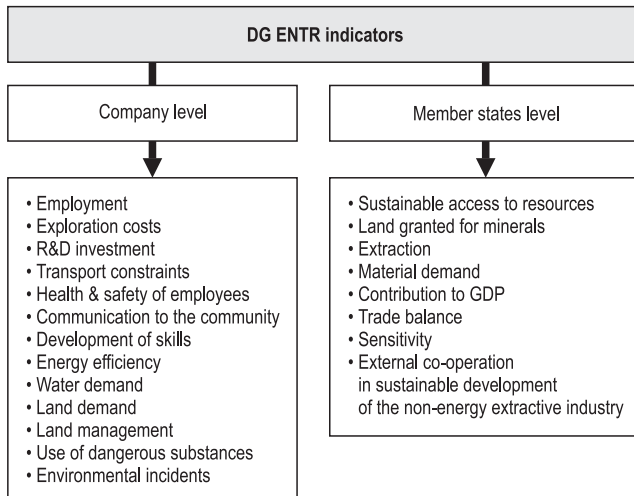 DG ENTR indicators
Company level
Member states level
• Employment
• Exploration costs
• R&D investment
• Transport constraints
• Health & safety of employees
• Communication to the community
• Development of skills
• Energy efficiency
• Water demand
• Land demand
• Land management
• Use of dangerous substances
• Environmental incidents
• Sustainable access to resources
• Land granted for minerals
• Extraction
• Material demand
• Contribution to GDP
• Trade balance
• Sensitivity
• External co-operation
in sustainable development
of the non-energy extractive industry